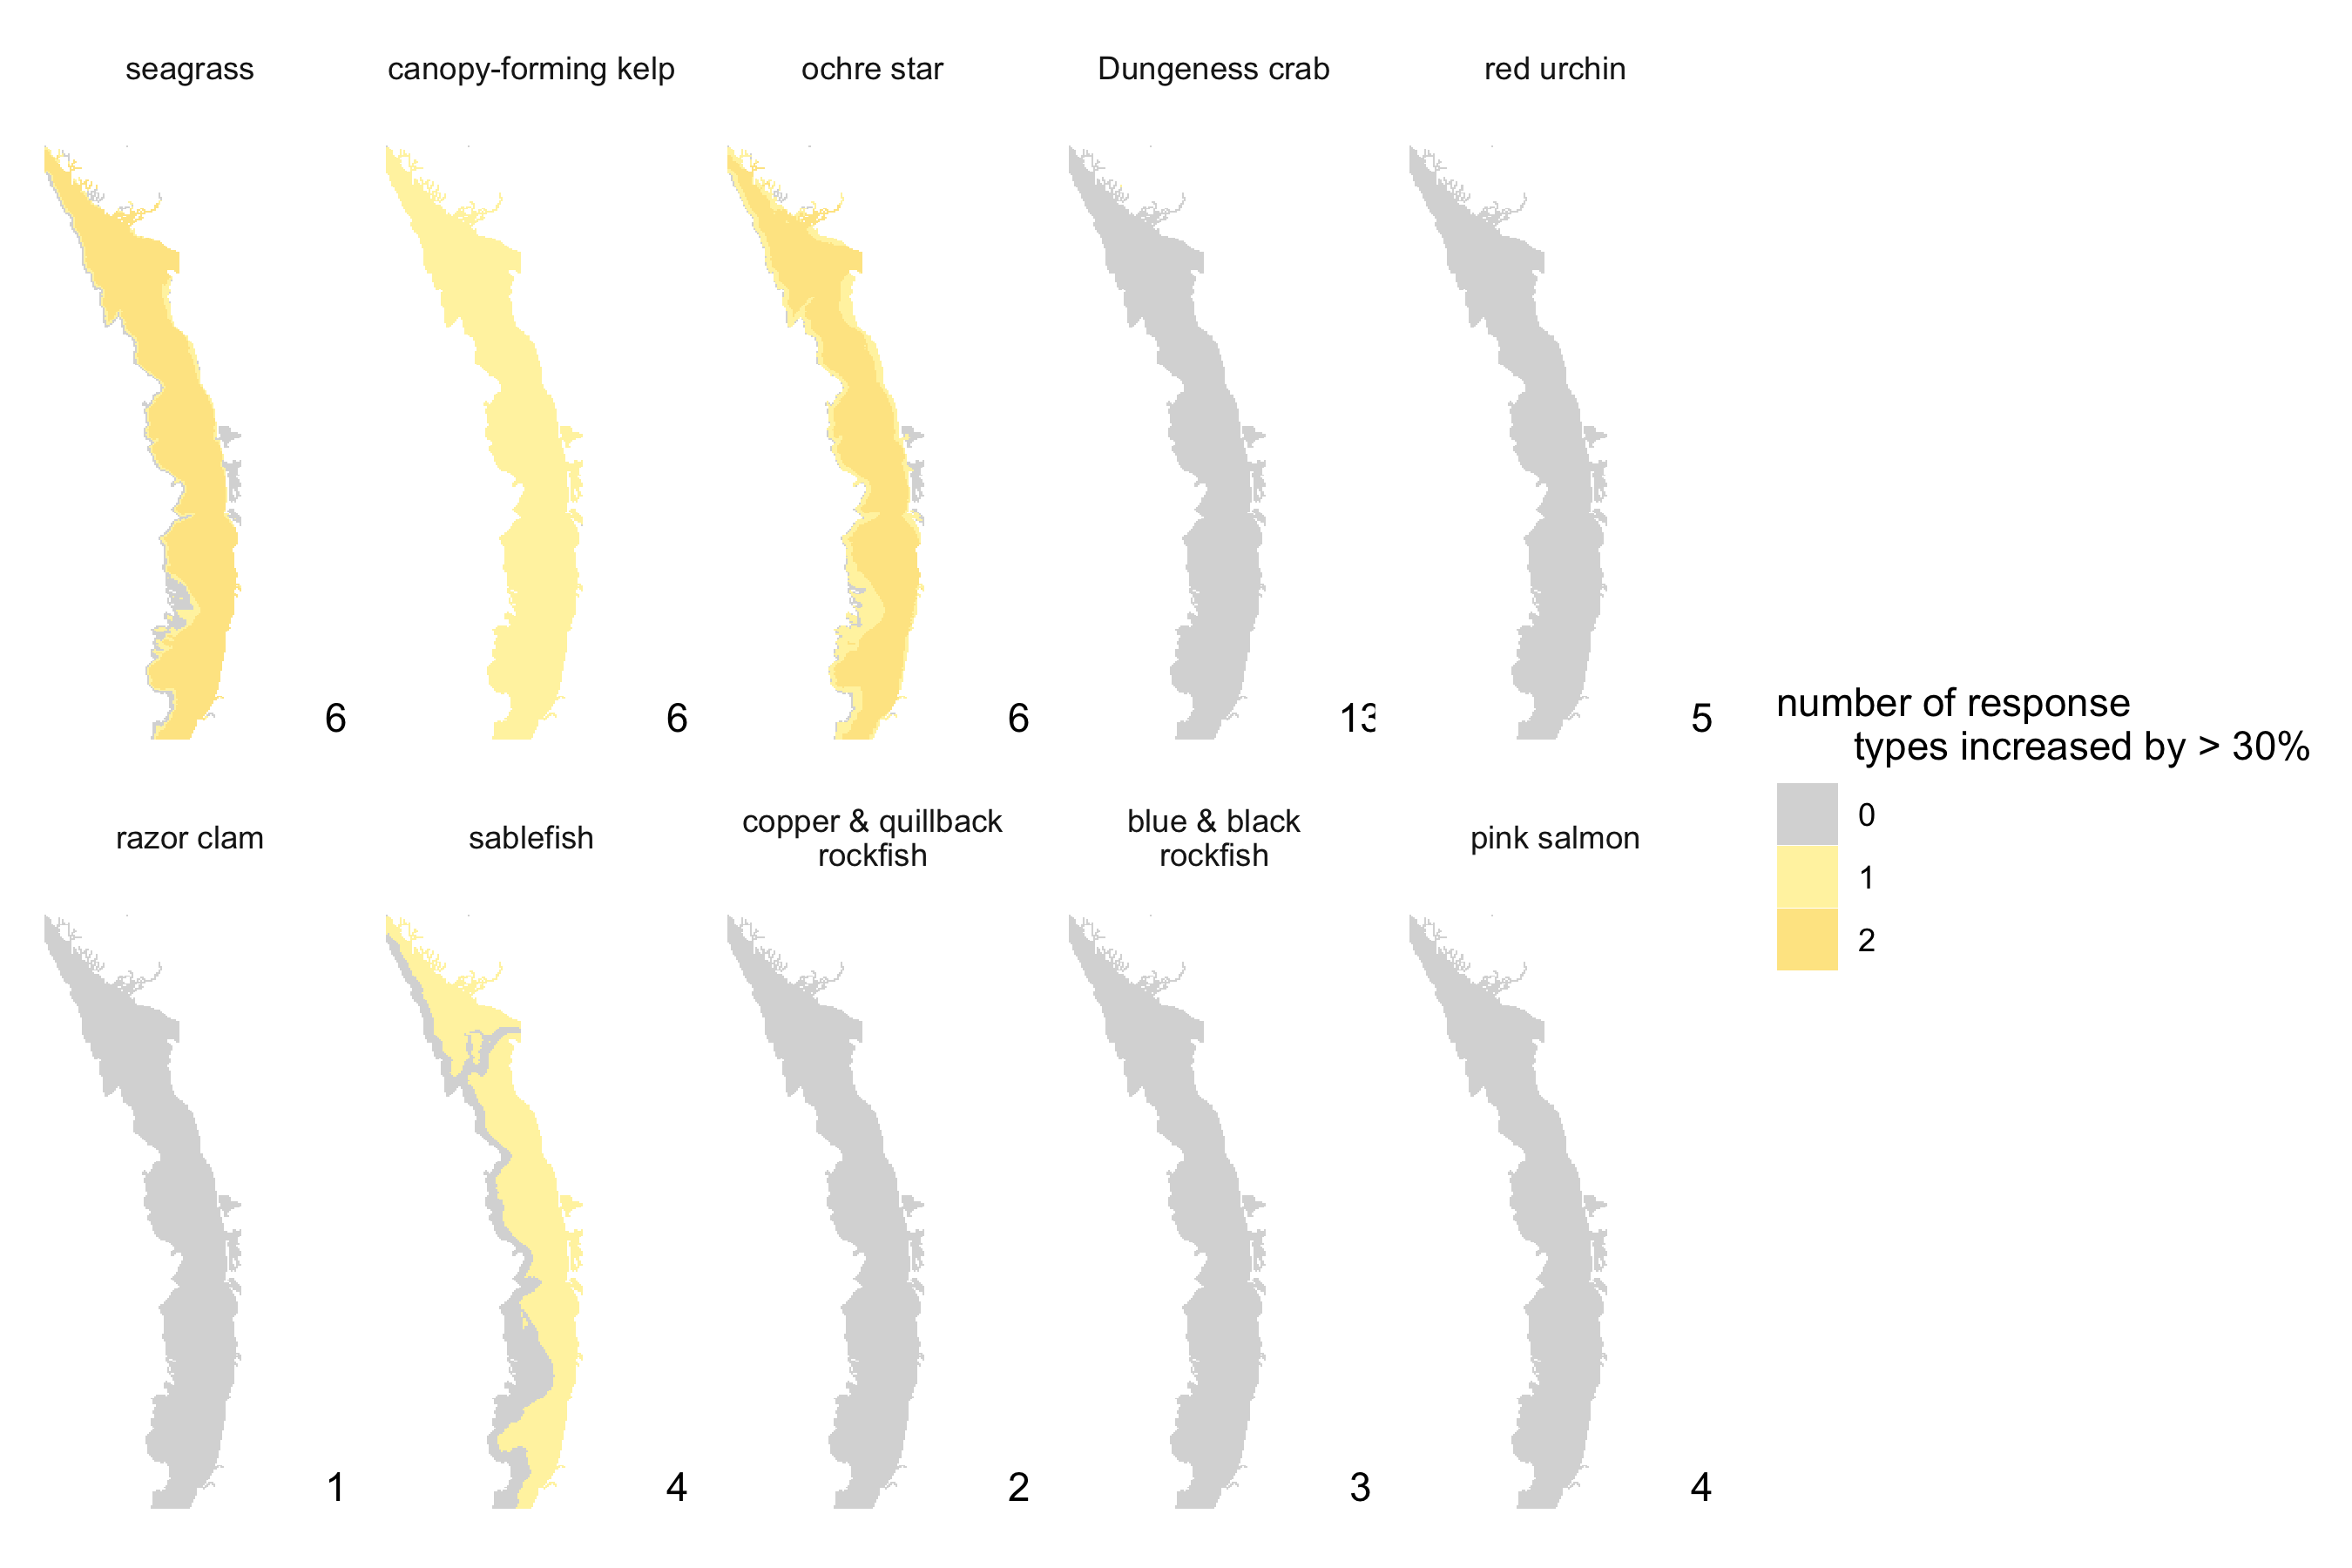 seagrass
canopy-forming kelp
ochre star
Dungeness crab
red urchin
6
6
6
13
5
number of response
types increased by > 30%
0
1
2
razor clam
sablefish
copper & quillback
rockfish
blue & black
rockfish
pink salmon
1
4
2
3
4